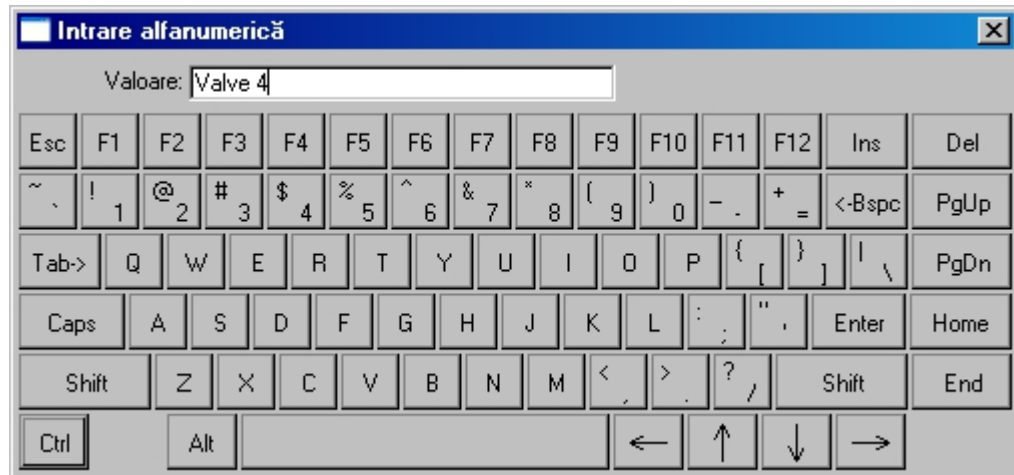 Intrare alfanumerică
Valoare: Valve 4
Esc F1 F2 F3 F4 F5 F6 F7 F8 F9 F10 F11 F12 Ins Del
~ ` ! 1 @ 2 # 3 $ 4 % 5 ^ 6 & 7 * 8 ( 9 ) 0 _ - + = <-Bspc PgUp
Tab-> Q W E R T Y U I O P { [ } ] | \ PgDn
Caps A S D F G H J K L : ; " ' Enter Home
Shift Z X C V B N M < , > . ? / Shift End
Ctrl Alt ← ↑ ↓ →